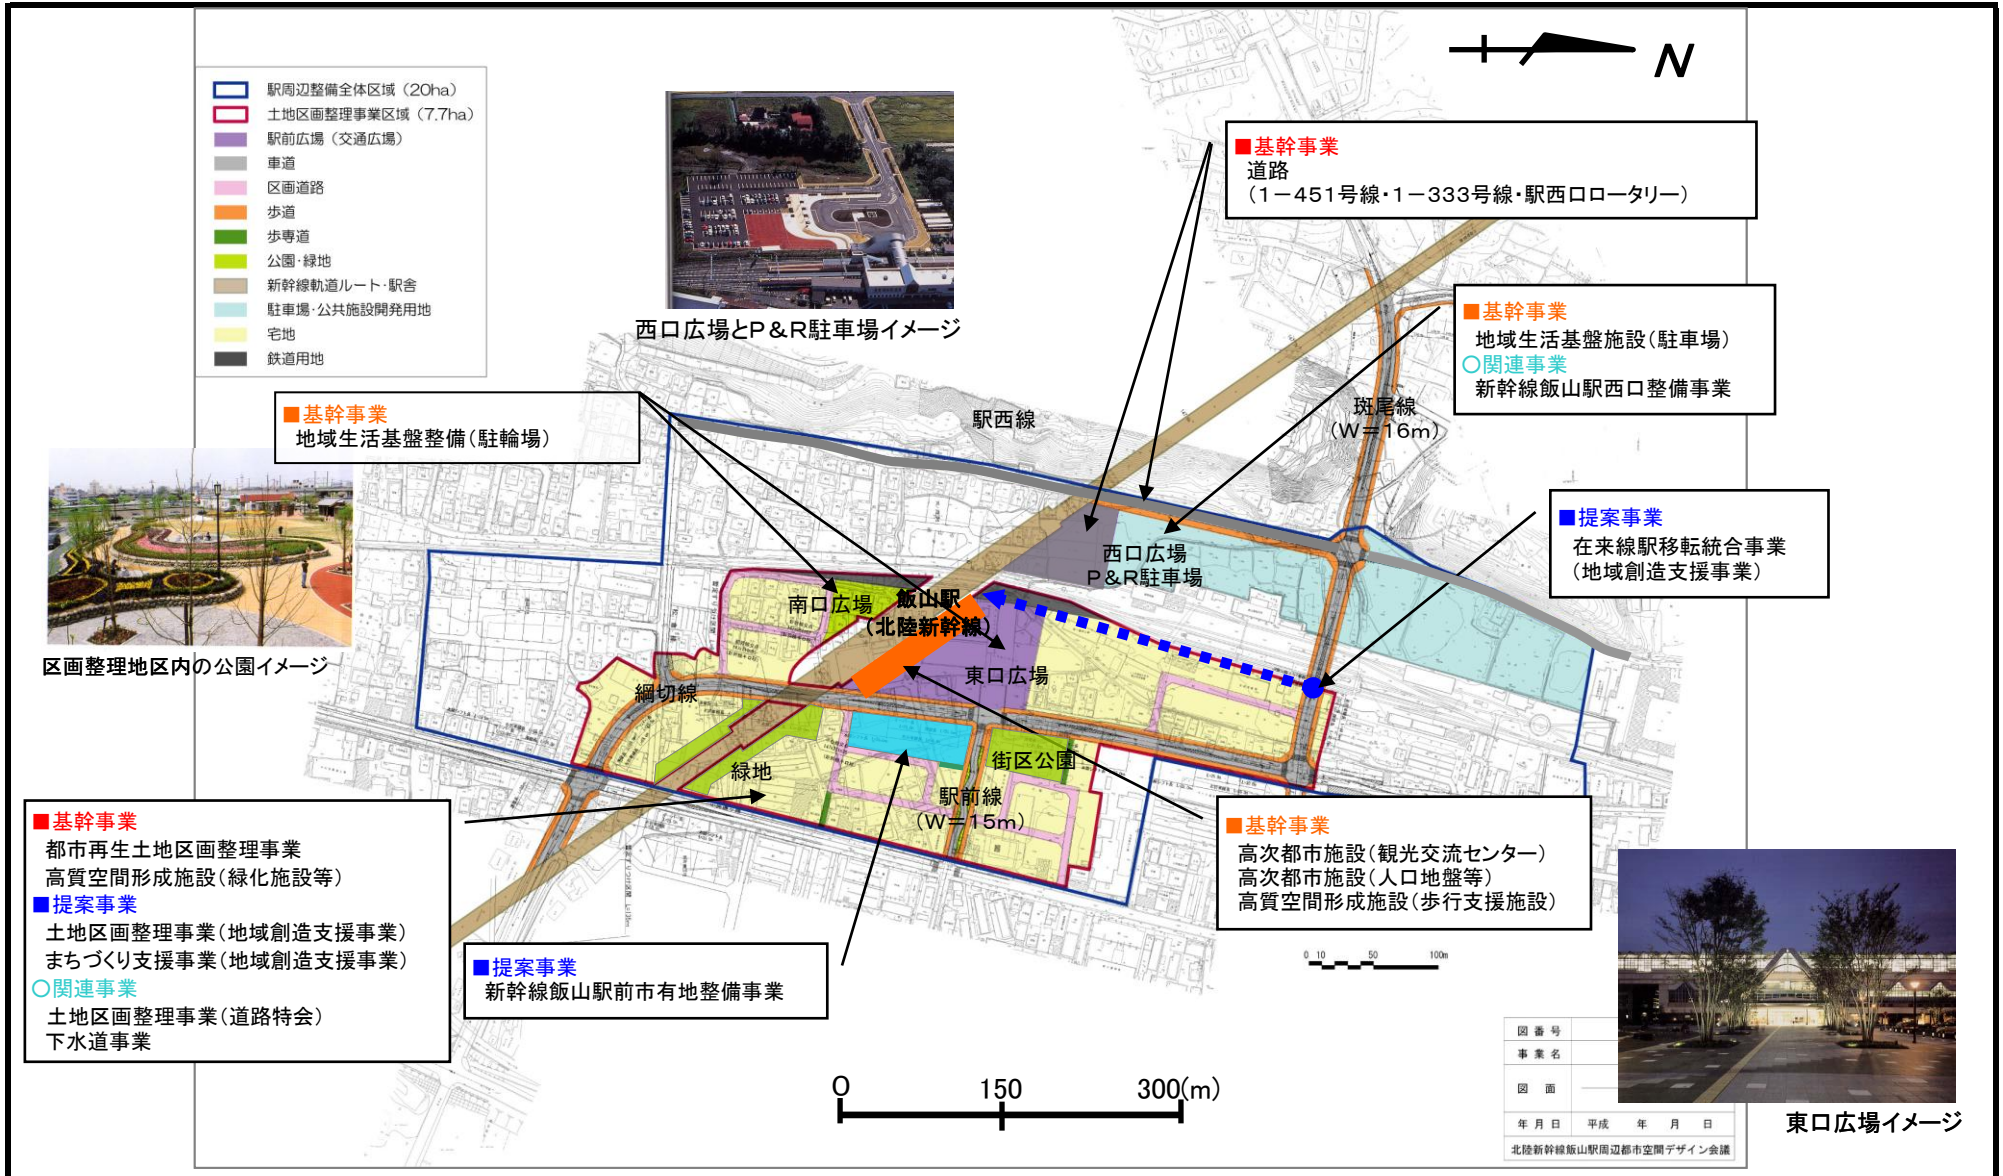 N
駅周辺整備全体区域（20ha）
土地区画整理事業区域（7.7ha）
駅前広場（交通広場）
車道
区画道路
歩道
歩専道
公園・緑地
新幹線軌道ルート・駅舎
駐車場・公共施設開発用地
宅地
鉄道用地
西口広場とP＆R駐車場イメージ
■基幹事業
道路
（1－451号線・1－333号線・駅西口ロータリー）
■基幹事業
地域生活基盤施設（駐車場）
○関連事業
新幹線飯山駅西口整備事業
■基幹事業
地域生活基盤整備（駐輪場）
駅西線
斑尾線
（W＝16m）
■提案事業
在来線駅移転統合事業
（地域創造支援事業）
西口広場
P＆R駐車場
南口広場
飯山駅
（北陸新幹線）
東口広場
区画整理地区内の公園イメージ
綱切線
緑地
街区公園
駅前線
（W＝15m）
■基幹事業
都市再生土地区画整理事業
高質空間形成施設（緑化施設等）
■提案事業
土地区画整理事業（地域創造支援事業）
まちづくり支援事業（地域創造支援事業）
○関連事業
土地区画整理事業（道路特会）
下水道事業
■提案事業
新幹線飯山駅前市有地整備事業
■基幹事業
高次都市施設（観光交流センター）
高次都市施設（人口地盤等）
高質空間形成施設（歩行支援施設）
0 10 50 100m
0 150 300(m)
図番号
事業名
図面
年月日 平成 年 月 日
北陸新幹線飯山駅周辺都市空間デザイン会議
東口広場イメージ